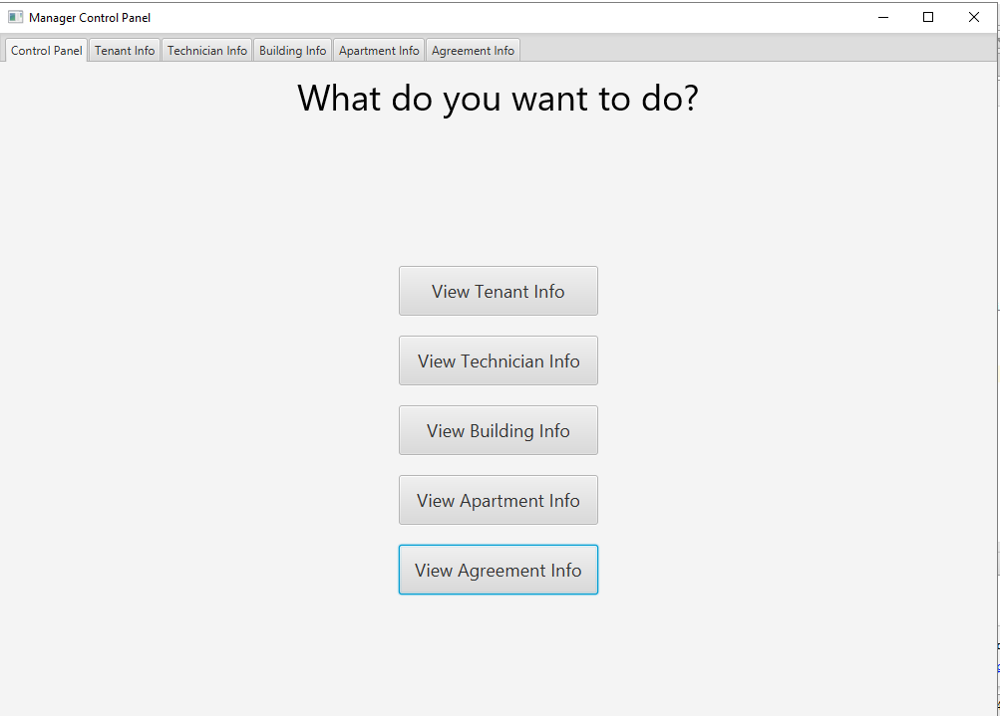 Manager Control Panel
Control Panel Tenant Info Technician Info Building Info Apartment Info Agreement Info
What do you want to do?
View Tenant Info
View Technician Info
View Building Info
View Apartment Info
View Agreement Info